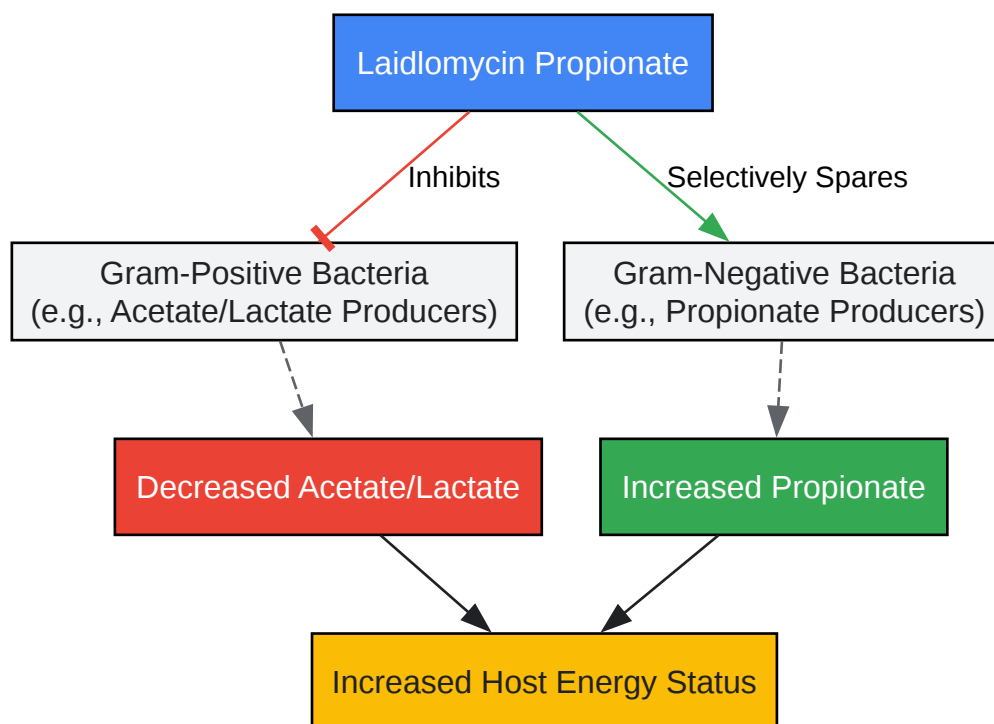 Laidlomycin Propionate
Inhibits
Selectively Spares
Gram-Positive Bacteria
(e.g., Acetate/Lactate Producers)
Gram-Negative Bacteria
(e.g., Propionate Producers)
Decreased Acetate/Lactate
Increased Propionate
Increased Host Energy Status